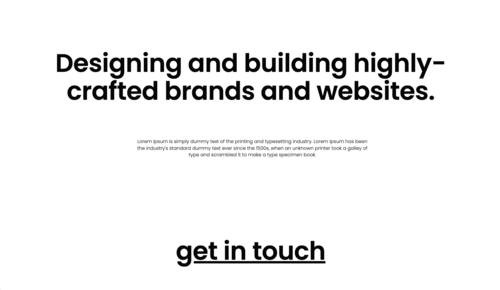 Designing and building highly-
crafted brands and websites.
Lorem Ipsum is simply dummy text of the printing and typesetting industry. Lorem Ipsum has been
the industry's standard dummy text ever since the 1500s, when an unknown printer took a galley of
type and scrambled it to make a type specimen book.
get in touch